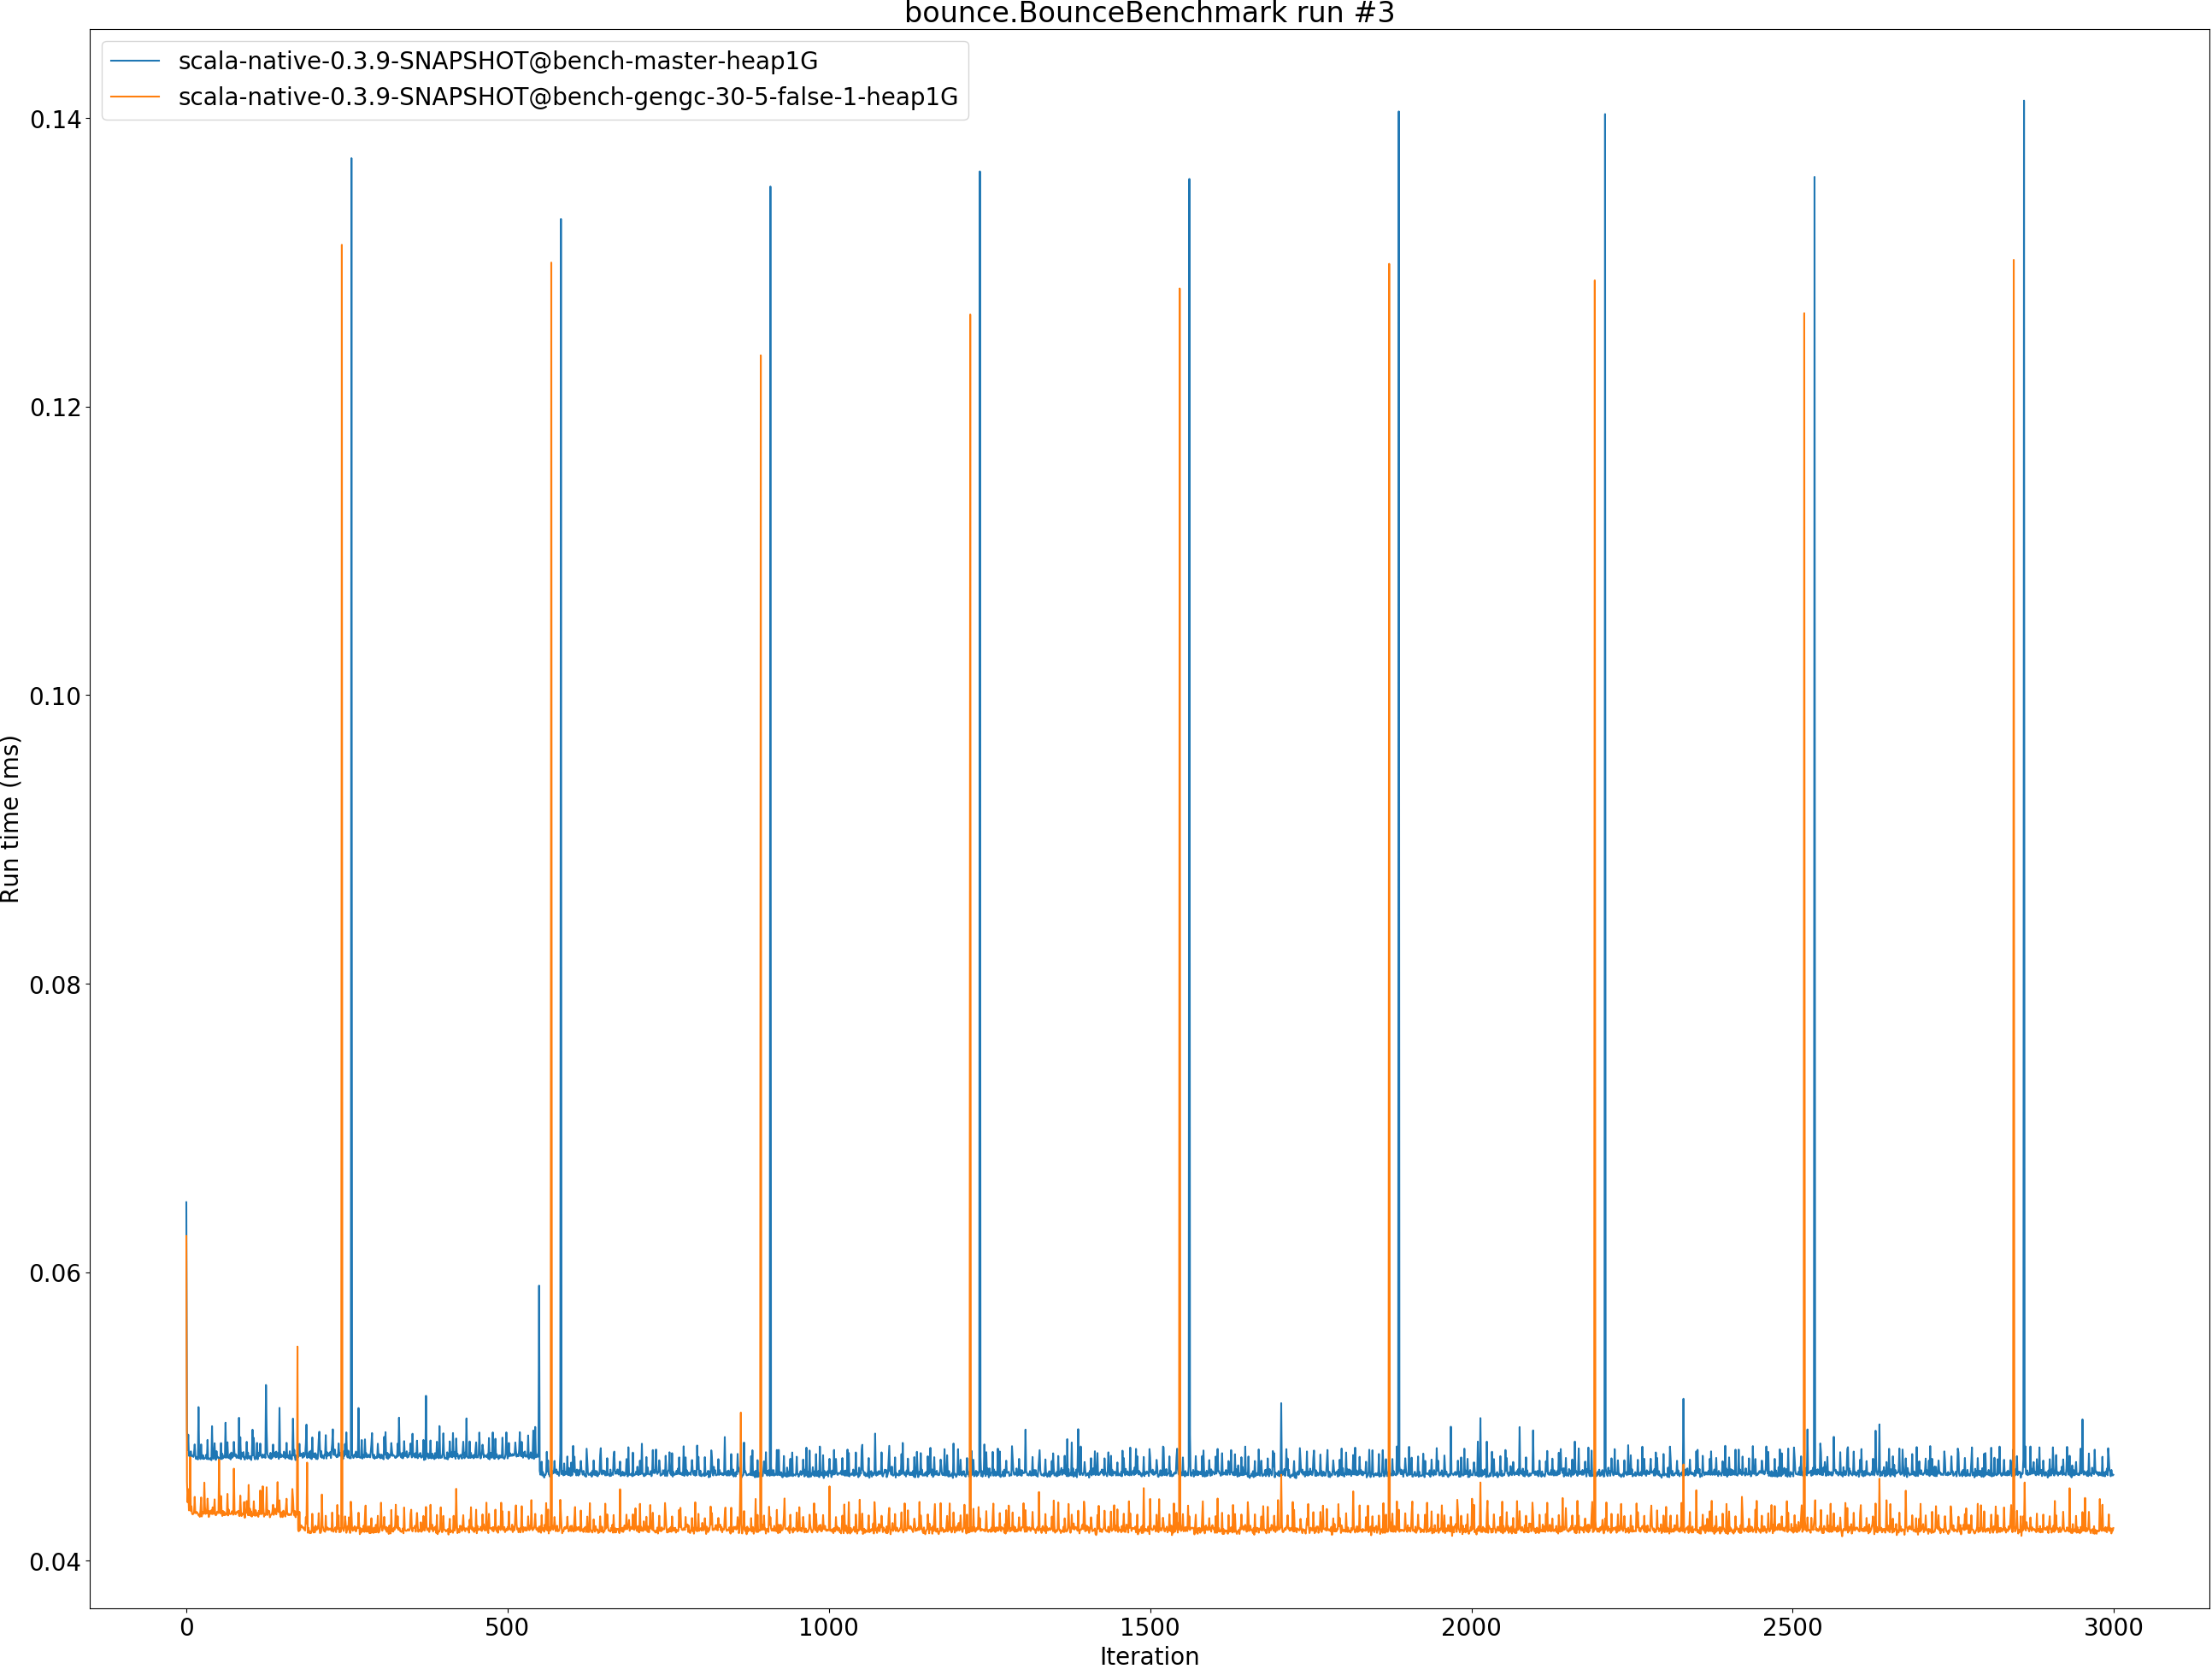 bounce.BounceBenchmark run #3
scala-native-0.3.9-SNAPSHOT@bench-master-heap1G
scala-native-0.3.9-SNAPSHOT@bench-gengc-30-5-false-1-heap1G
0.14
0.12
0.10
0.08
0.06
0.04
Run time (ms)
0 500 1000 1500 2000 2500 3000
Iteration